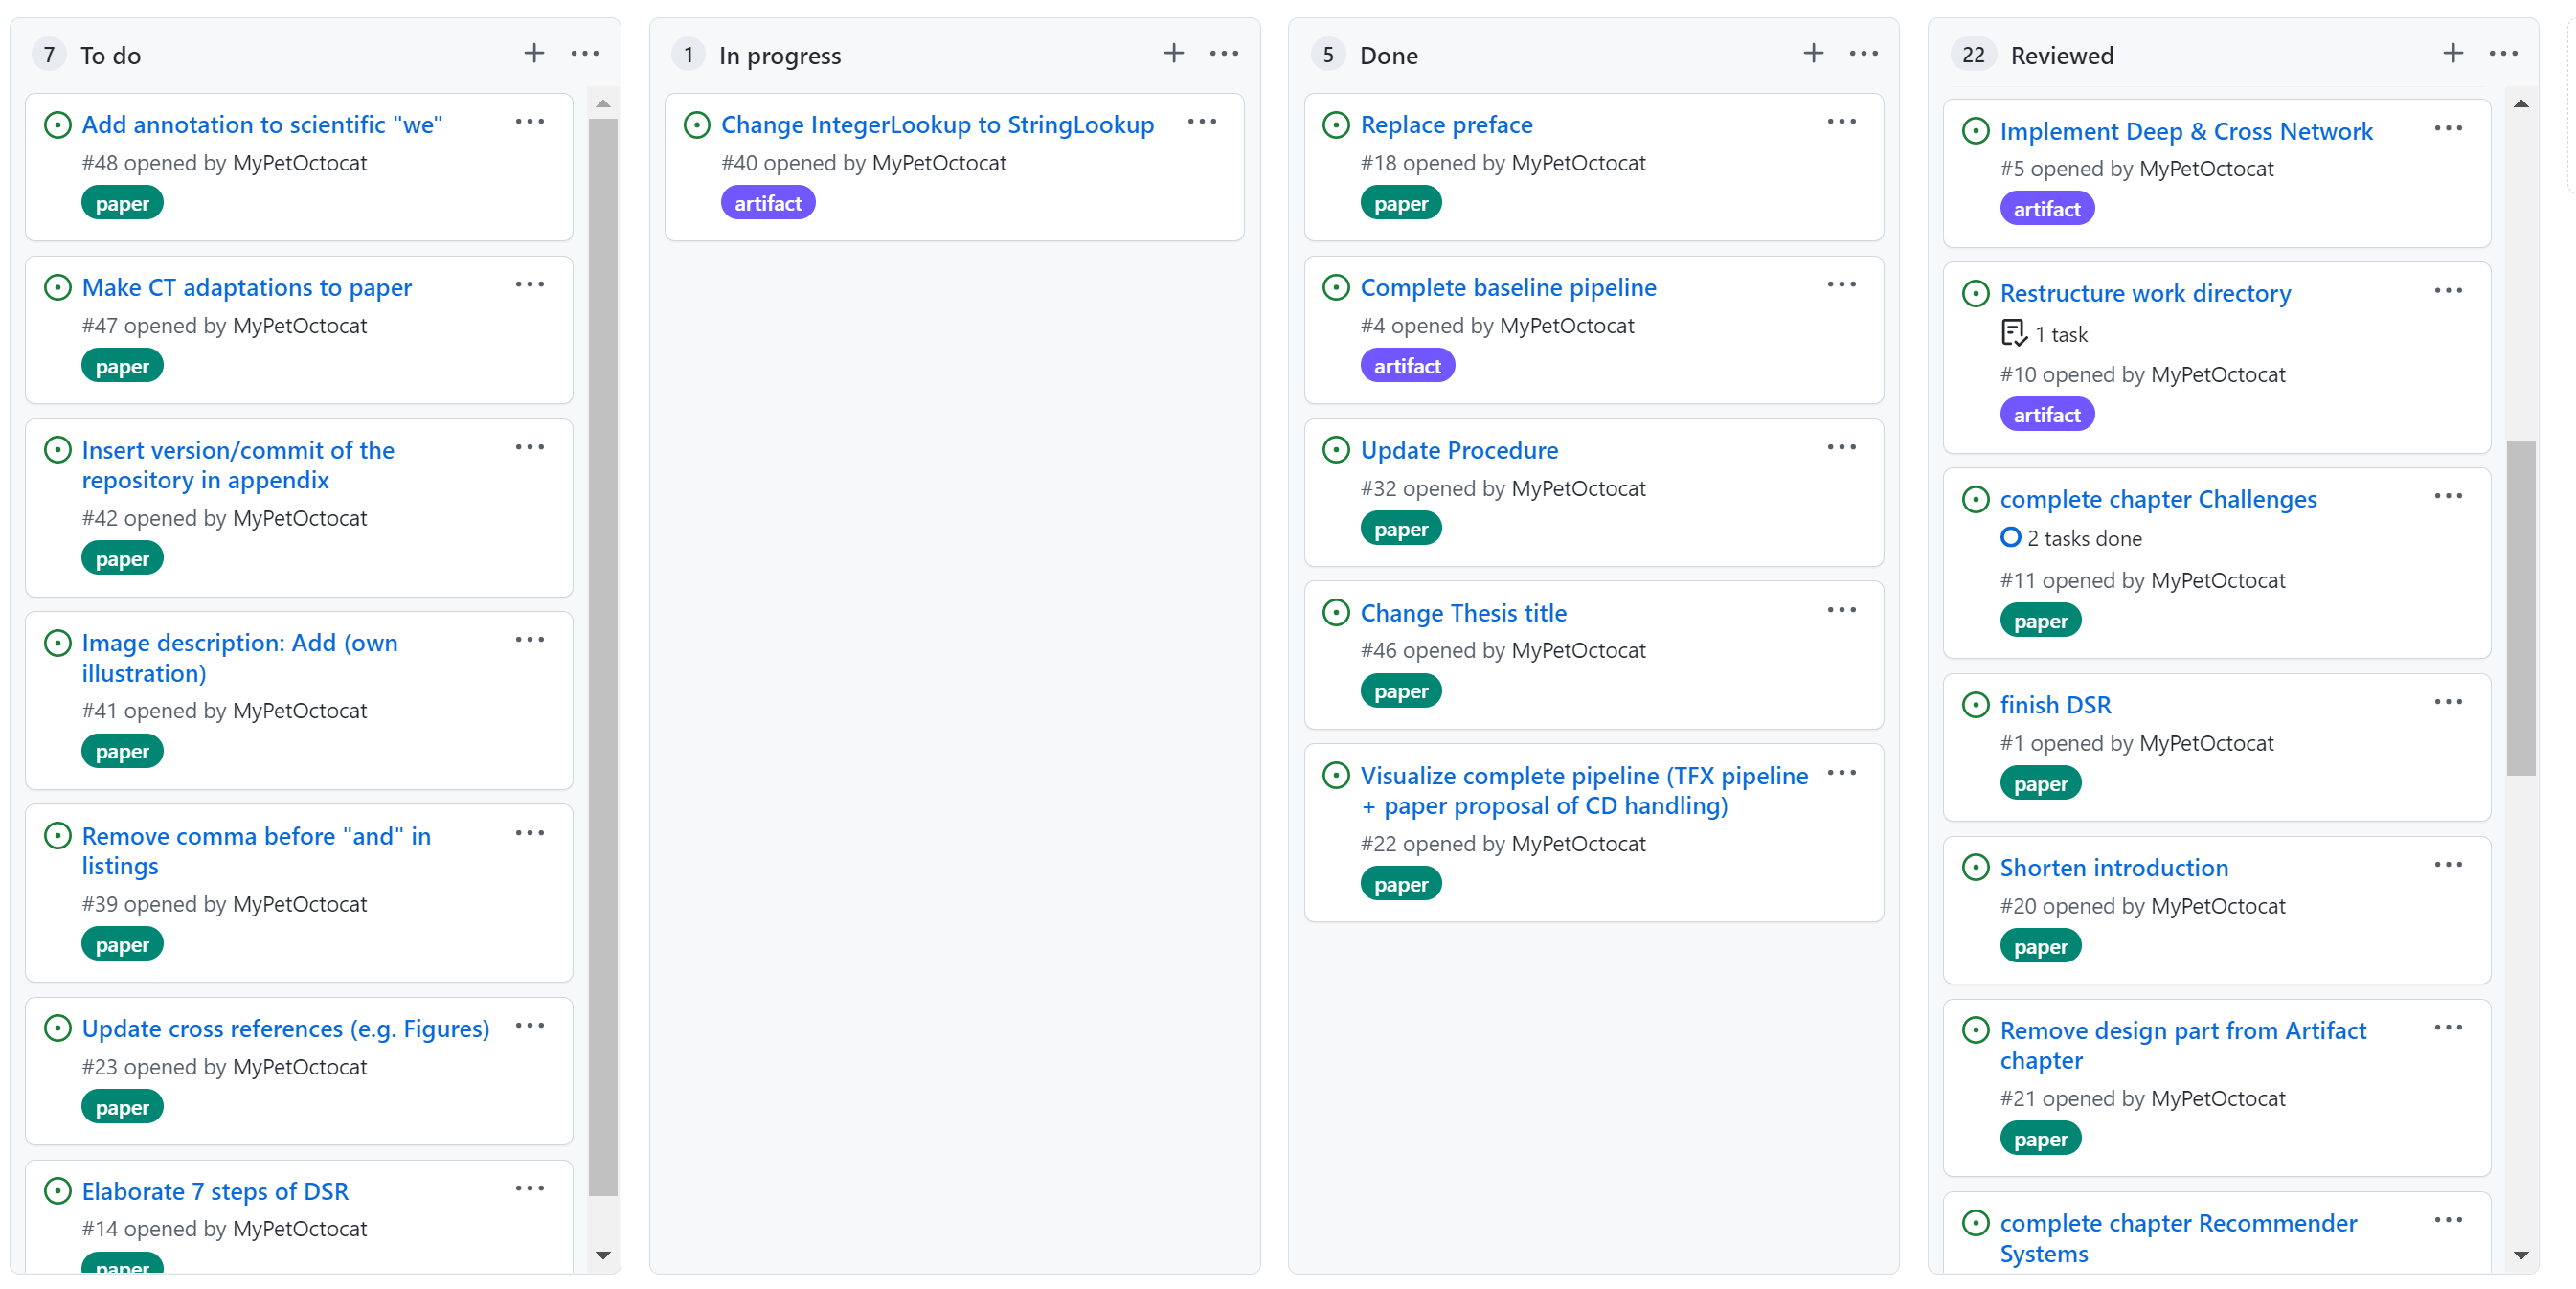 7 To do
Add annotation to scientific "we"
#48 opened by MyPetOctocat
paper
Make CT adaptations to paper
#47 opened by MyPetOctocat
paper
Insert version/commit of the
repository in appendix
#42 opened by MyPetOctocat
paper
Image description: Add (own
illustration)
#41 opened by MyPetOctocat
paper
Remove comma before "and" in
listings
#39 opened by MyPetOctocat
paper
Update cross references (e.g. Figures)
#23 opened by MyPetOctocat
paper
Elaborate 7 steps of DSR
#14 opened by MyPetOctocat
paper
1 In progress
Change IntegerLookup to StringLookup
#40 opened by MyPetOctocat
artifact
5 Done
Replace preface
#18 opened by MyPetOctocat
paper
Complete baseline pipeline
#4 opened by MyPetOctocat
artifact
Update Procedure
#32 opened by MyPetOctocat
paper
Change Thesis title
#46 opened by MyPetOctocat
paper
Visualize complete pipeline (TFX pipeline
+ paper proposal of CD handling)
#22 opened by MyPetOctocat
paper
22 Reviewed
Implement Deep & Cross Network
#5 opened by MyPetOctocat
artifact
Restructure work directory
1 task
#10 opened by MyPetOctocat
artifact
complete chapter Challenges
2 tasks done
#11 opened by MyPetOctocat
paper
finish DSR
#1 opened by MyPetOctocat
paper
Shorten introduction
#20 opened by MyPetOctocat
paper
Remove design part from Artifact
chapter
#21 opened by MyPetOctocat
paper
complete chapter Recommender
Systems